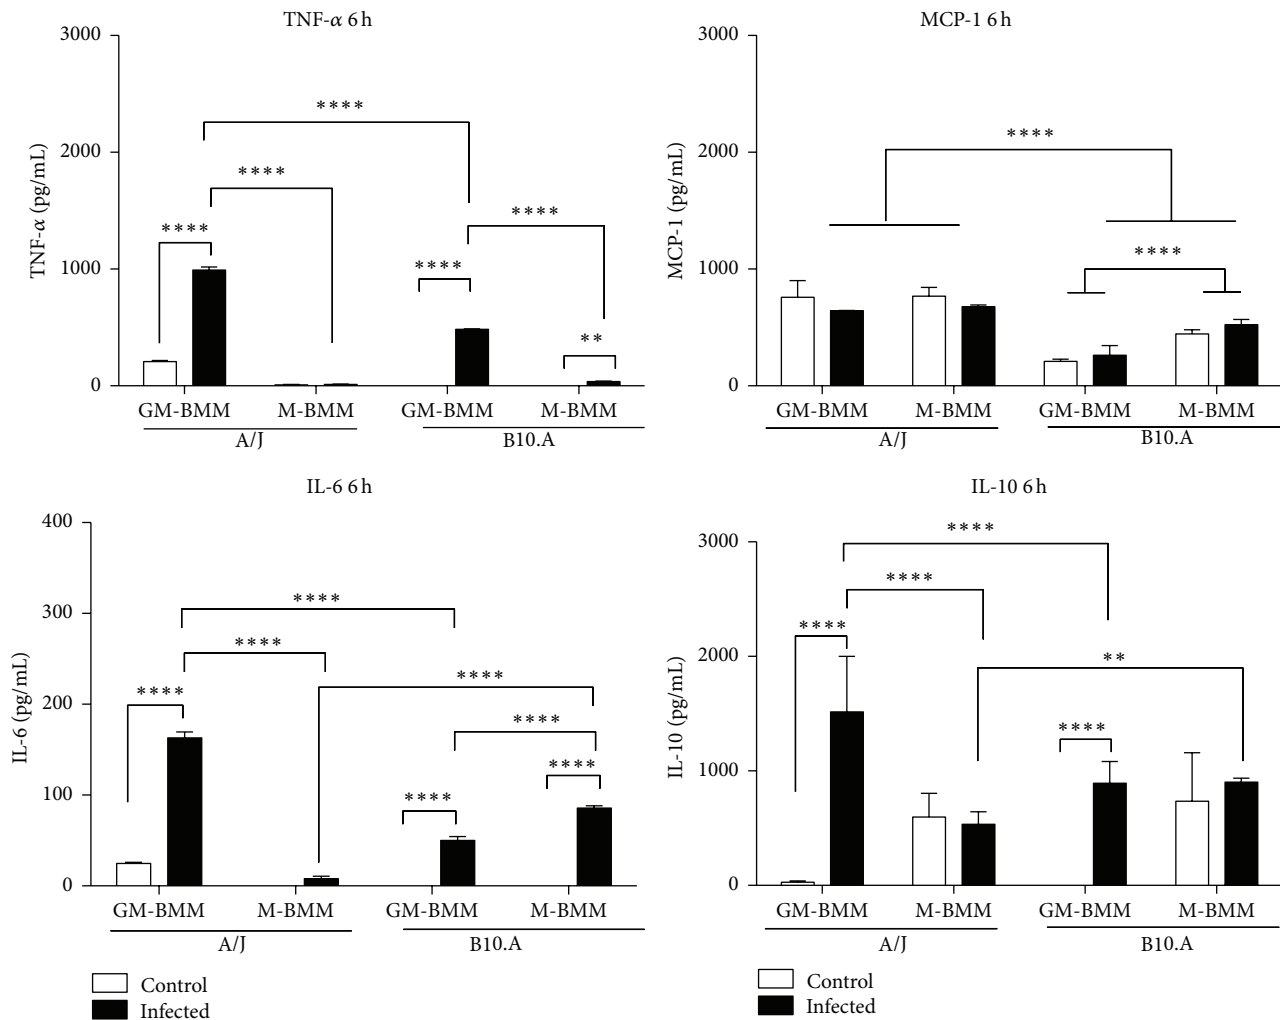 TNF-α 6 h
3000
2000
1000
0
TNF-α (pg/mL)
****
****
****
****
****
**
GM-BMM M-BMM GM-BMM M-BMM
A/J B10.A
MCP-1 6 h
3000
2000
1000
0
MCP-1 (pg/mL)
****
****
GM-BMM M-BMM GM-BMM M-BMM
A/J B10.A
IL-6 6 h
400
300
200
100
0
IL-6 (pg/mL)
****
****
****
****
****
****
****
GM-BMM M-BMM GM-BMM M-BMM
A/J B10.A
Control
Infected
IL-10 6 h
3000
2000
1000
0
IL-10 (pg/mL)
****
****
****
**
****
GM-BMM M-BMM GM-BMM M-BMM
A/J B10.A
Control
Infected